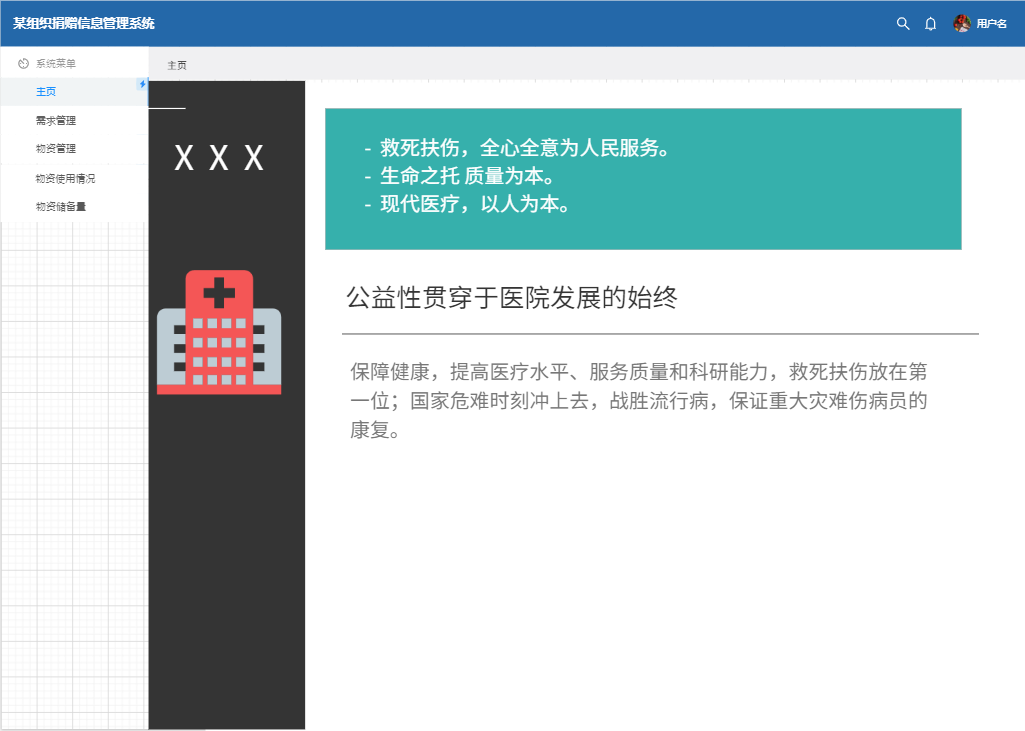 某组织捐赠信息管理系统
用户名
系统菜单
主页
需求管理
物资管理
物资使用情况
物资储备量
主页
X X X
- 救死扶伤，全心全意为人民服务。
- 生命之托 质量为本。
- 现代医疗，以人为本。
公益性贯穿于医院发展的始终
保障健康，提高医疗水平、服务质量和科研能力，救死扶伤放在第
一位；国家危难时刻冲上去，战胜流行病，保证重大灾难伤病员的
康复。